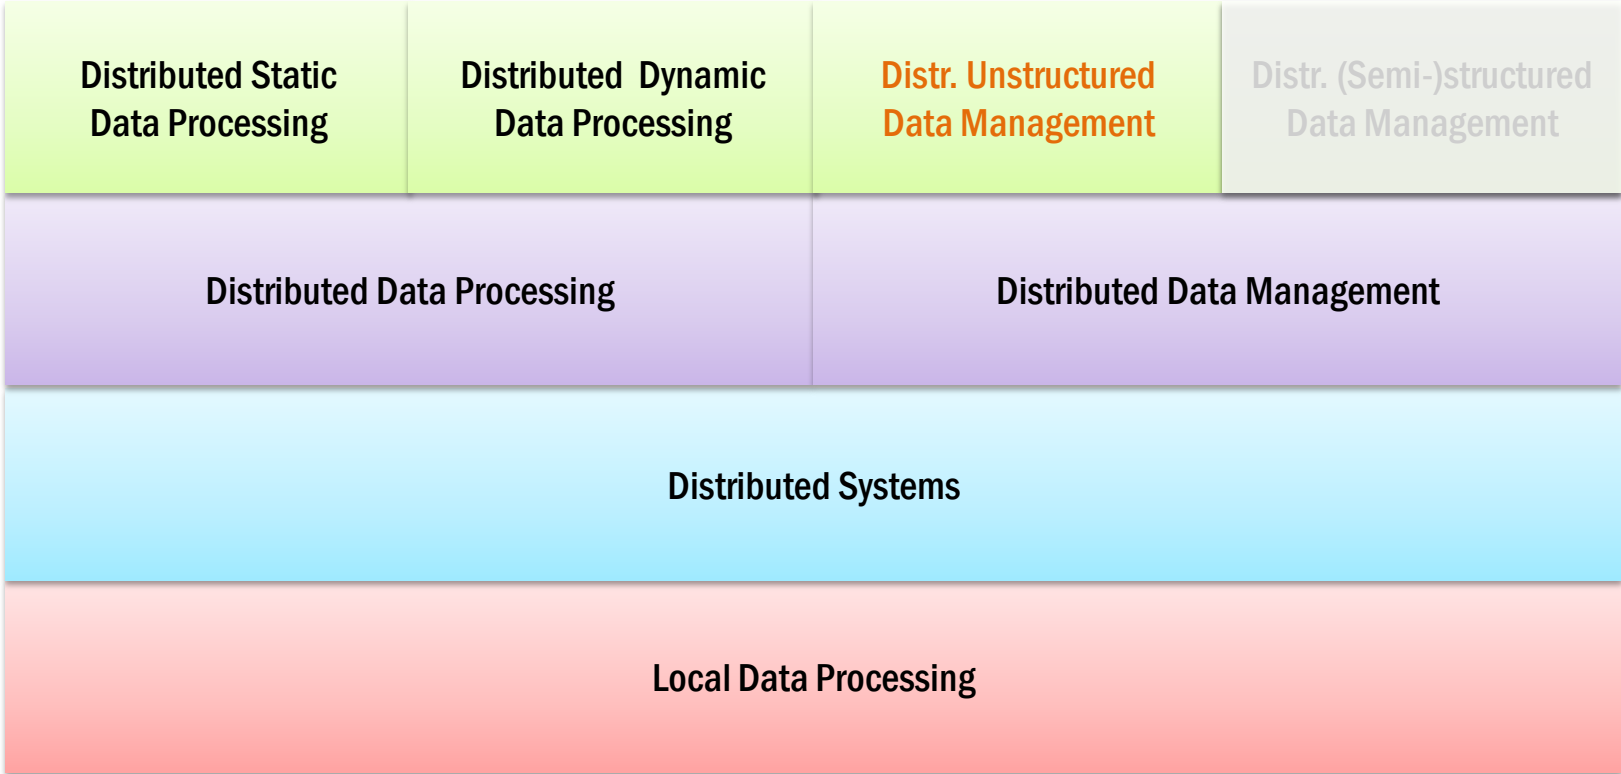 Distributed Static
Data Processing
Distributed Dynamic
Data Processing
Distr. Unstructured
Data Management
Distr. (Semi-)structured
Data Management
Distributed Data Processing
Distributed Data Management
Distributed Systems
Local Data Processing